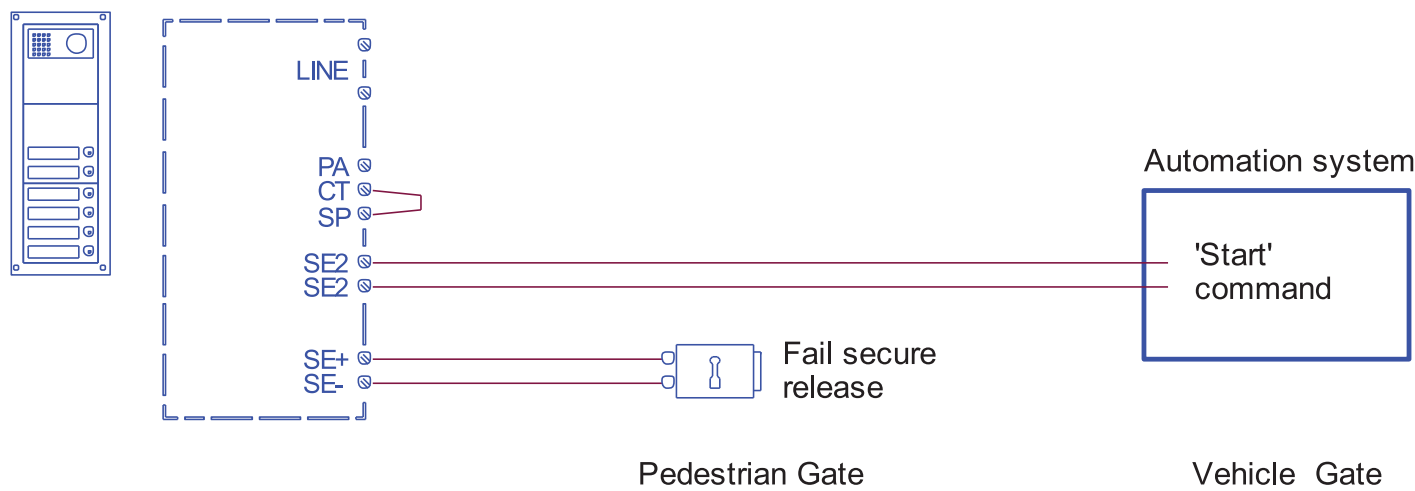 LINE
PA
CT
SP
SE2
SE2
SE+
SE-
Automation system
'Start'
command
Fail secure
release
Pedestrian Gate
Vehicle Gate